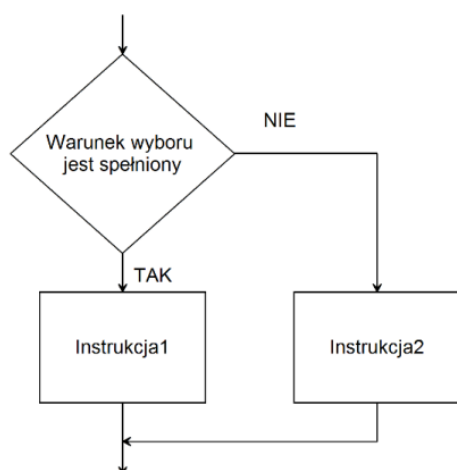 Warunek wyboru
jest spełniony
NIE
TAK
Instrukcja1
Instrukcja2